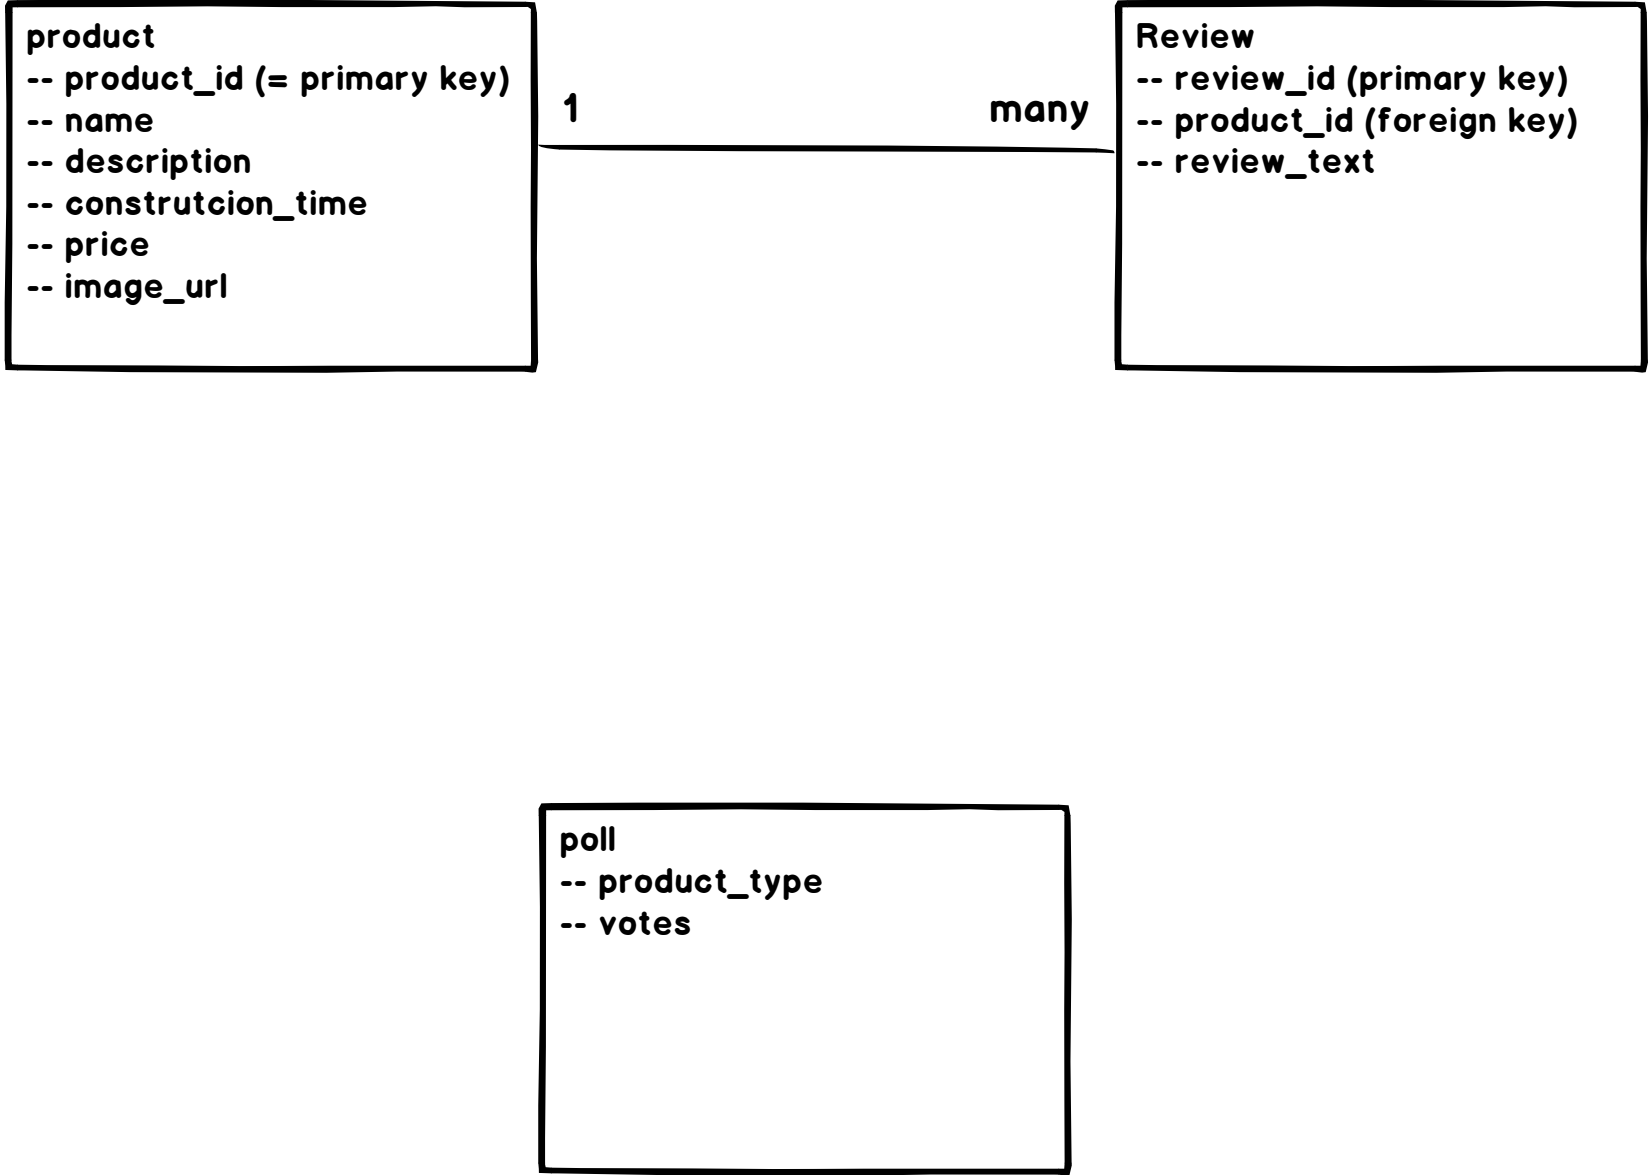 product
-- product_id (= primary key)
-- name
-- description
-- construtcion_time
-- price
-- image_url
1
many
Review
-- review_id (primary key)
-- product_id (foreign key)
-- review_text
poll
-- product_type
-- votes